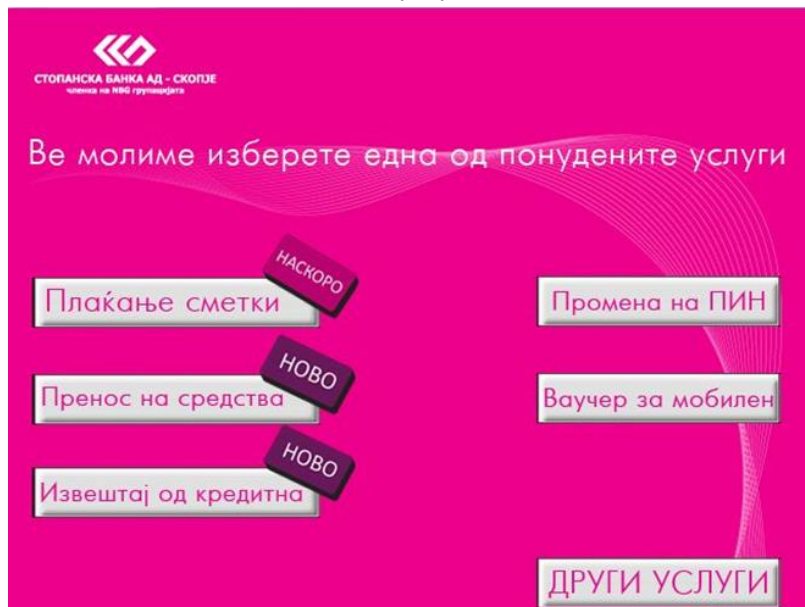 СТОПАНСКА БАНКА АД - СКОПЈЕ
членка на NBG групацијата
Ве молиме изберете една од понудените услуги
НАСКОРО
Плаќање сметки
Промена на ПИН
НОВО
Пренос на средства
Ваучер за мобилен
НОВО
Извештај од кредитна
ДРУГИ УСЛУГИ